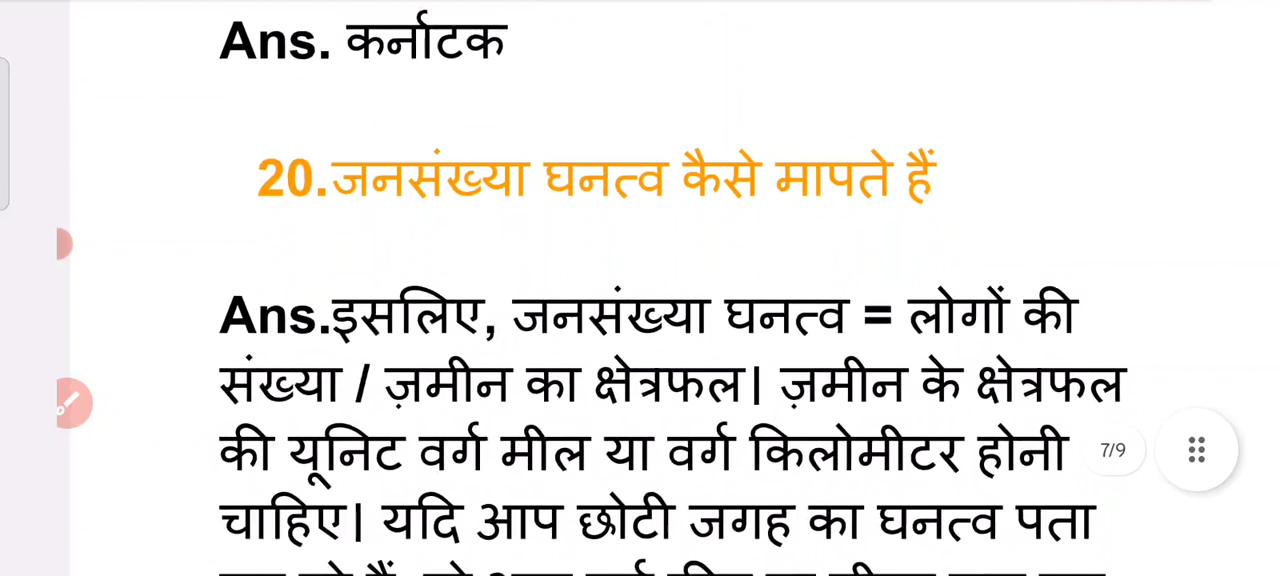 Ans. कर्नाटक
20.जनसंख्या घनत्व कैसे मापते हैं
Ans.इसलिए, जनसंख्या घनत्व = लोगों की
संख्या / ज़मीन का क्षेत्रफल। ज़मीन के क्षेत्रफल
की यूनिट वर्ग मील या वर्ग किलोमीटर होनी
7/9
चाहिए। यदि आप छोटी जगह का घनत्व पता